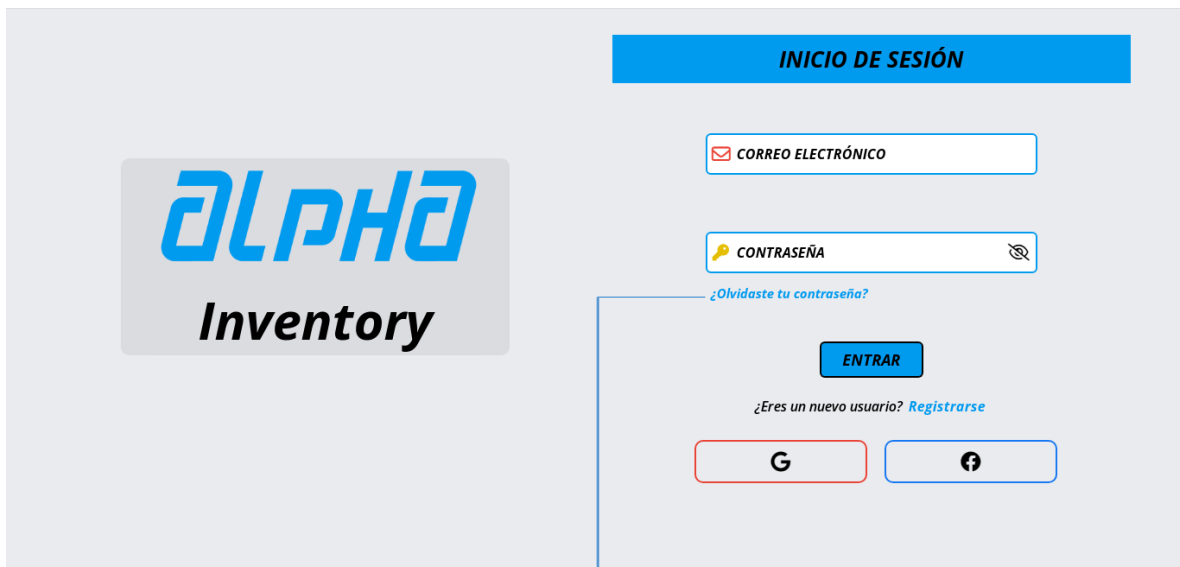 ALPHA
Inventory
INICIO DE SESIÓN
CORREO ELECTRÓNICO
CONTRASEÑA
¿Olvidaste tu contraseña?
ENTRAR
¿Eres un nuevo usuario? Registrarse
G